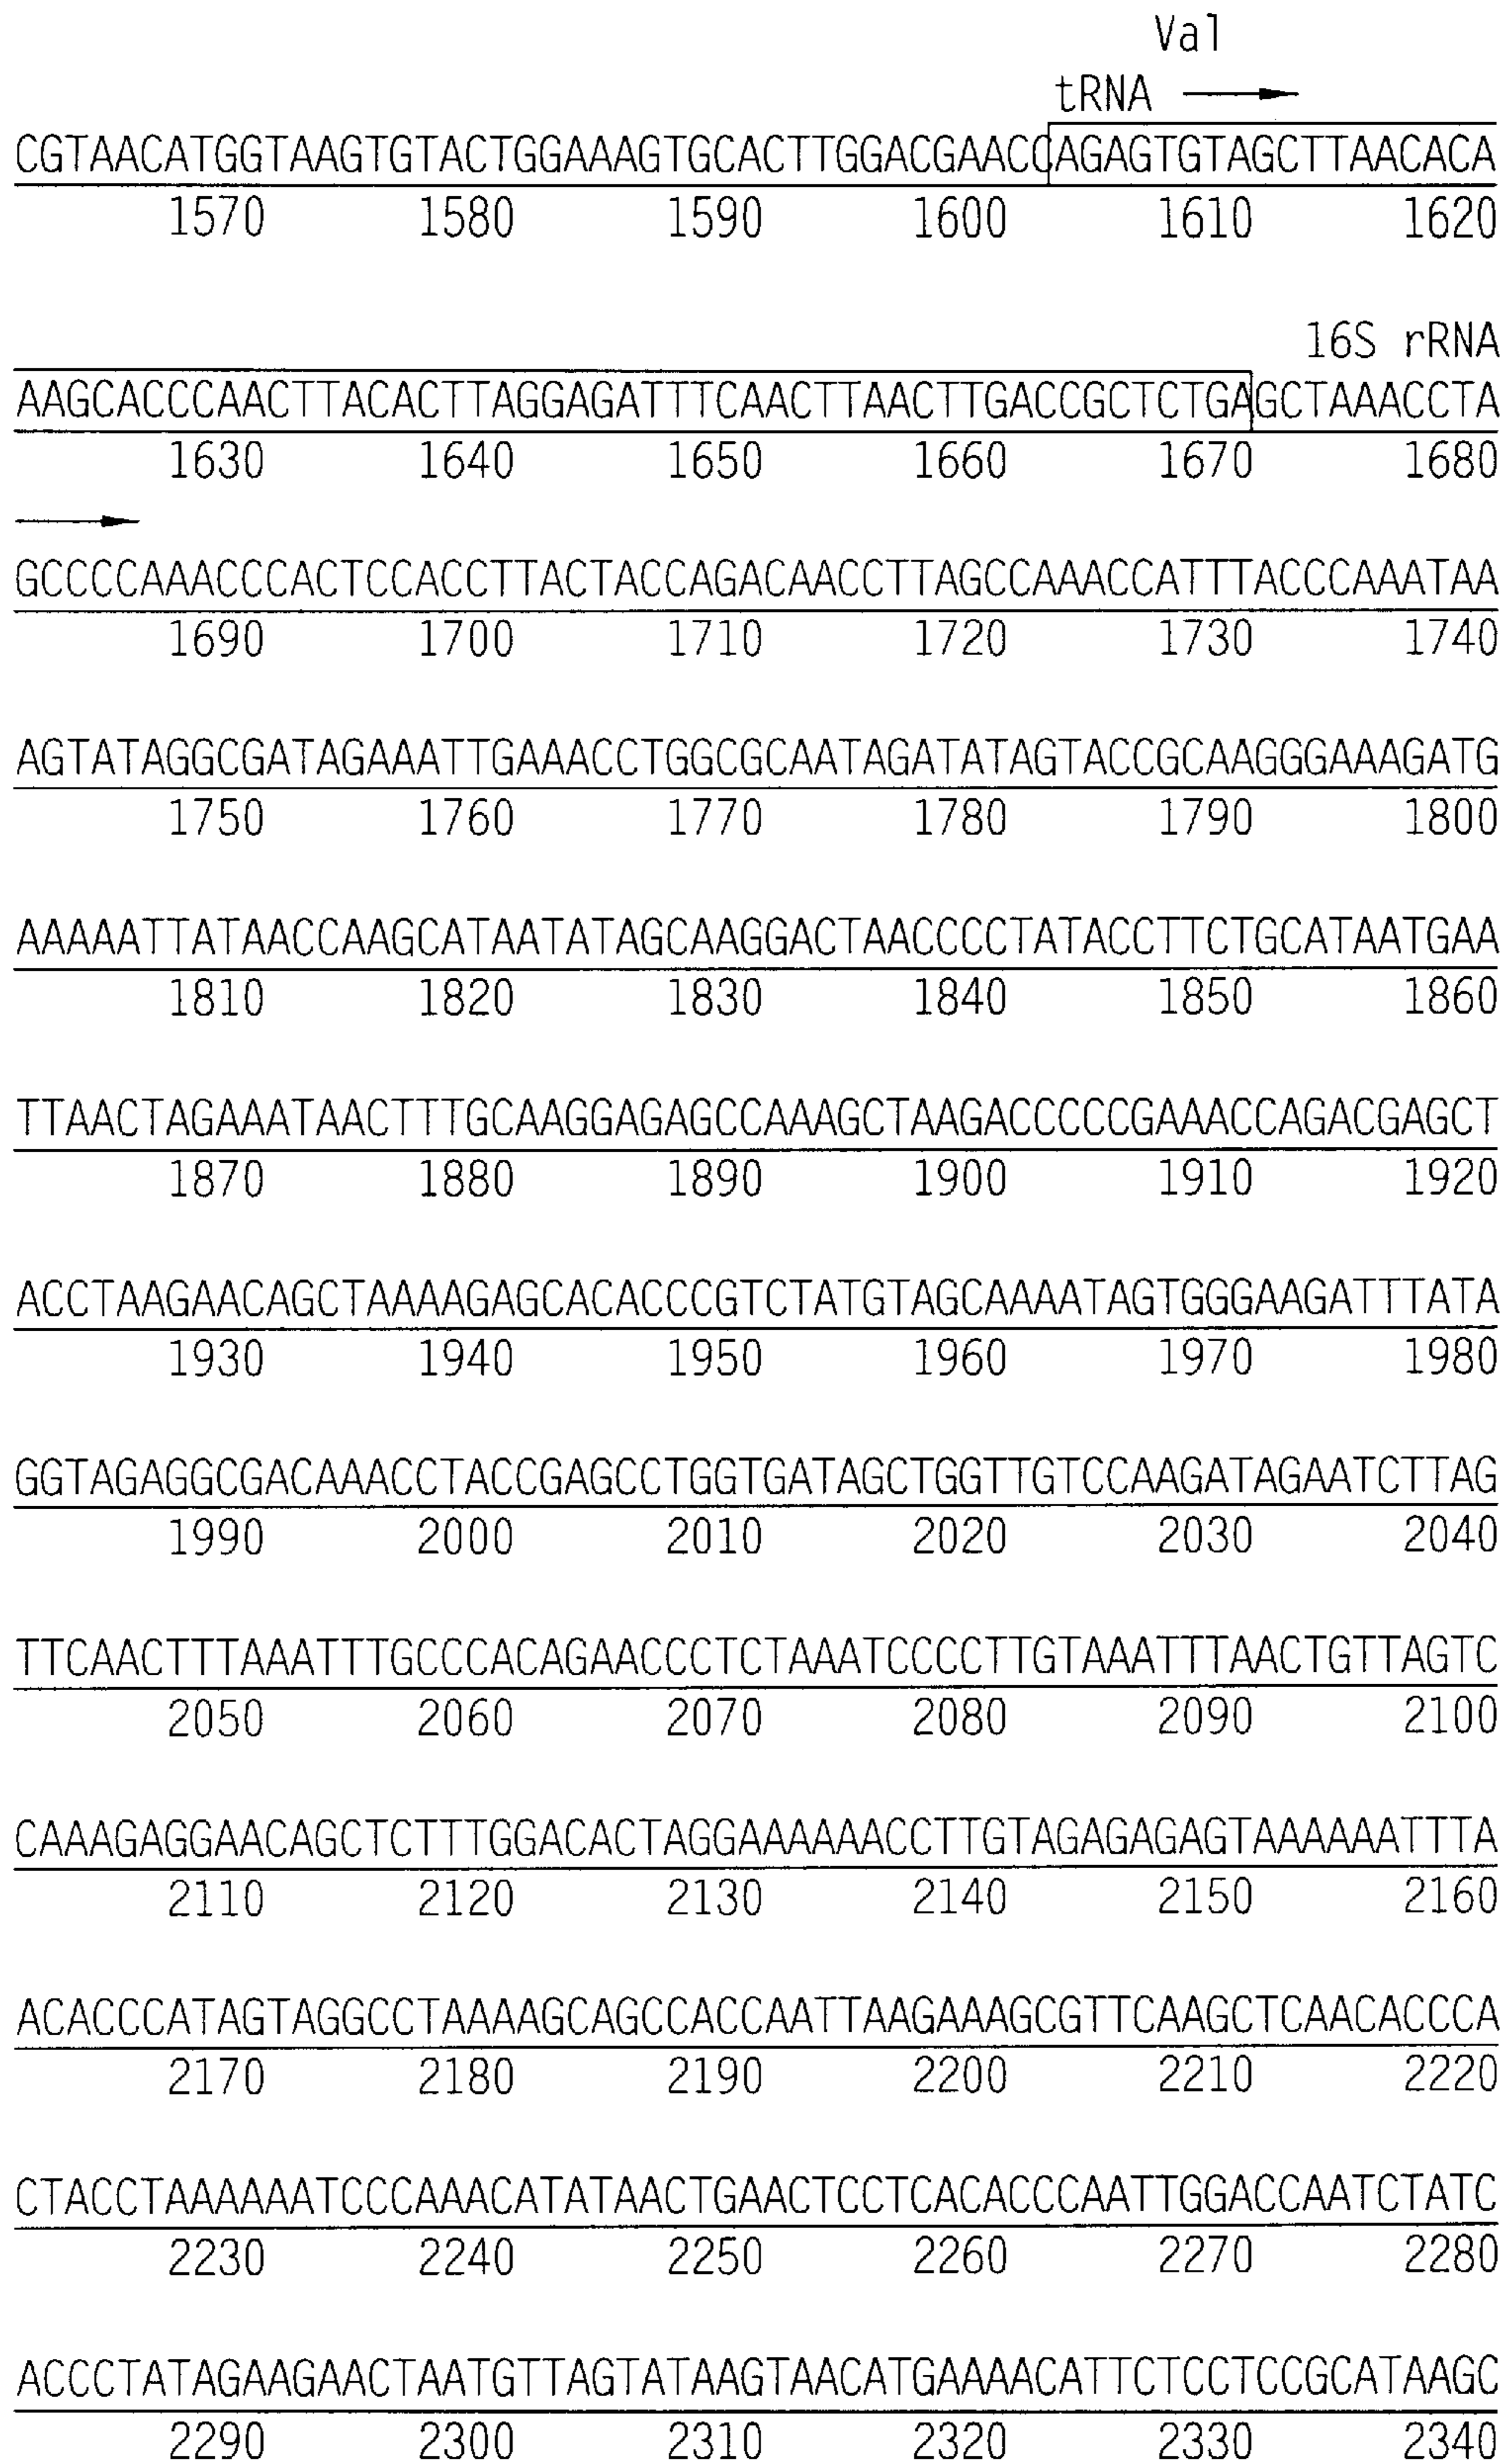 Val
tRNA
CGTAACATGGTAAGTGTACTGGAAAGTGCACTTGGACGAACCAGAGTGTAGCTTAACACA
1570 1580 1590 1600 1610 1620
16S rRNA
AAGCACCCAACTTACACTTAGGAGATTTCAACTTAACTTGACCGCTCTGAGCTAAACCTA
1630 1640 1650 1660 1670 1680
GCCCCAAACCCACTCCACCTTACTACCAGACAACCTTAGCCAAACCATTTACCCAAATAA
1690 1700 1710 1720 1730 1740
AGTATAGGCGATAGAAATTGAAACCTGGCGCAATAGATATAGTACCGCAAGGGAAAGATG
1750 1760 1770 1780 1790 1800
AAAAATTATAACCAAGCATAATATAGCAAGGACTAACCCCTATACCTTCTGCATAATGAA
1810 1820 1830 1840 1850 1860
TTAACTAGAAATAACTTTGCAAGGAGAGCCAAAGCTAAGACCCCCGAAACCAGACGAGCT
1870 1880 1890 1900 1910 1920
ACCTAAGAACAGCTAAAAGAGCACACCCGTCTATGTAGCAAAATAGTGGGAAGATTTATA
1930 1940 1950 1960 1970 1980
GGTAGAGGCGACAAACCTACCGAGCCTGGTGATAGCTGGTTGTCCAAGATAGAATCTTAG
1990 2000 2010 2020 2030 2040
TTCAACTTTAAATTTGCCCACAGAACCCTCTAAATCCCCTTGTAAATTTAACTGTTAGTC
2050 2060 2070 2080 2090 2100
CAAAGAGGAACAGCTCTTTGGACACTAGGAAAAAACCTTGTAGAGAGAGTAAAAAATTTA
2110 2120 2130 2140 2150 2160
ACACCCATAGTAGGCCTAAAAGCAGCCACCAATTAAGAAAGCGTTCAAGCTCAACACCCA
2170 2180 2190 2200 2210 2220
CTACCTAAAAAATCCCAAACATATAACTGAACTCCTCACACCCAATTGGACCAATCTATC
2230 2240 2250 2260 2270 2280
ACCCTATAGAAGAACTAATGTTAGTATAAGTAACATGAAAACATTCTCCTCCGCATAAGC
2290 2300 2310 2320 2330 2340